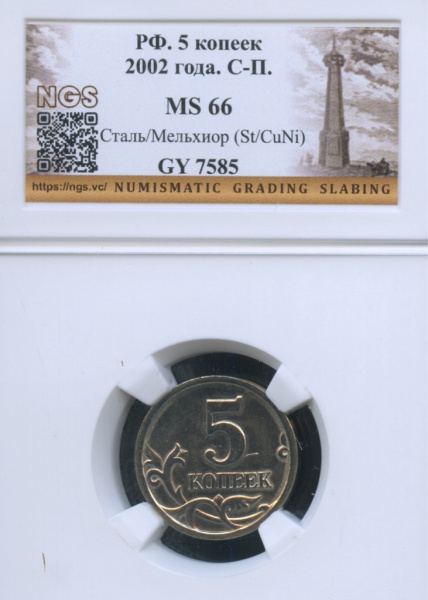 РФ. 5 копеек
2002 года. С-П.
NGS
MS 66
Сталь/Мельхиор (St/CuNi)
GY 7585
https://ngs.vc/ NUMISMATIC GRADING SLABING
5
КОПЕЕК